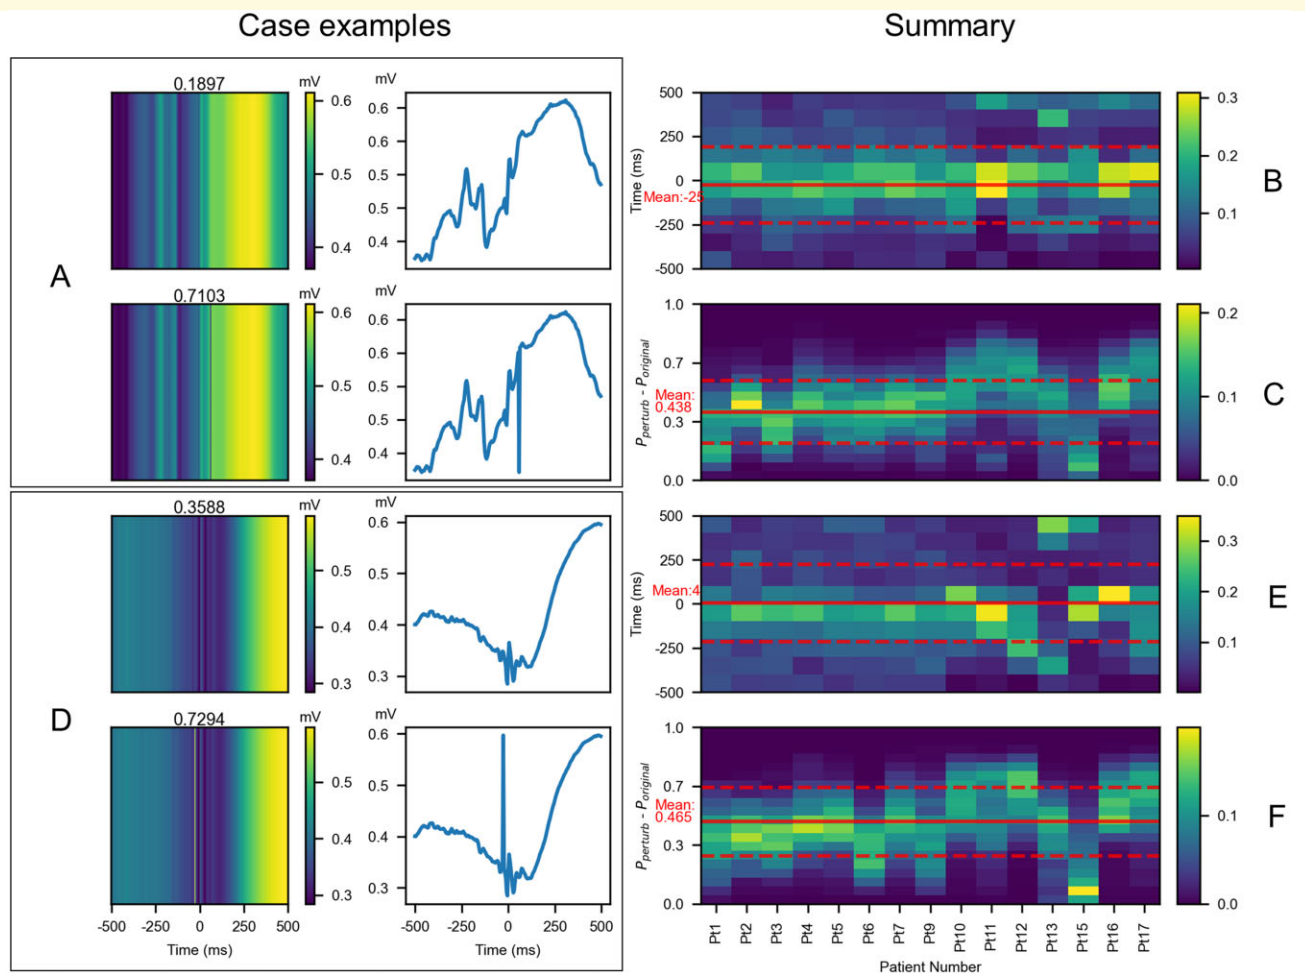 Case examples
Summary
A
0.1897
mV
0.6
0.5
0.4
mV
0.6
0.6
0.5
0.5
0.4
0.7103
mV
0.6
0.5
0.4
mV
0.6
0.6
0.5
0.5
0.4
D
0.3588
mV
0.5
0.4
0.3
mV
0.6
0.5
0.4
0.3
0.7294
mV
0.5
0.4
0.3
-500 -250 0 250 500
Time (ms)
mV
0.6
0.5
0.4
0.3
-500 -250 0 250 500
Time (ms)
B
Time (ms)
500
250
0
-250
-500
Mean:-25
0.3
0.2
0.1
C
Pperturb - Poriginal
1.0
0.7
0.3
0.0
Mean:
0.438
0.2
0.1
0.0
E
Time (ms)
500
250
0
-250
-500
Mean:4
0.3
0.2
0.1
F
Pperturb - Poriginal
1.0
0.7
0.3
0.0
Mean:
0.465
0.1
0.0
Pt1 Pt2 Pt3 Pt4 Pt5 Pt6 Pt7 Pt9 Pt10 Pt11 Pt12 Pt13 Pt15 Pt16 Pt17
Patient Number